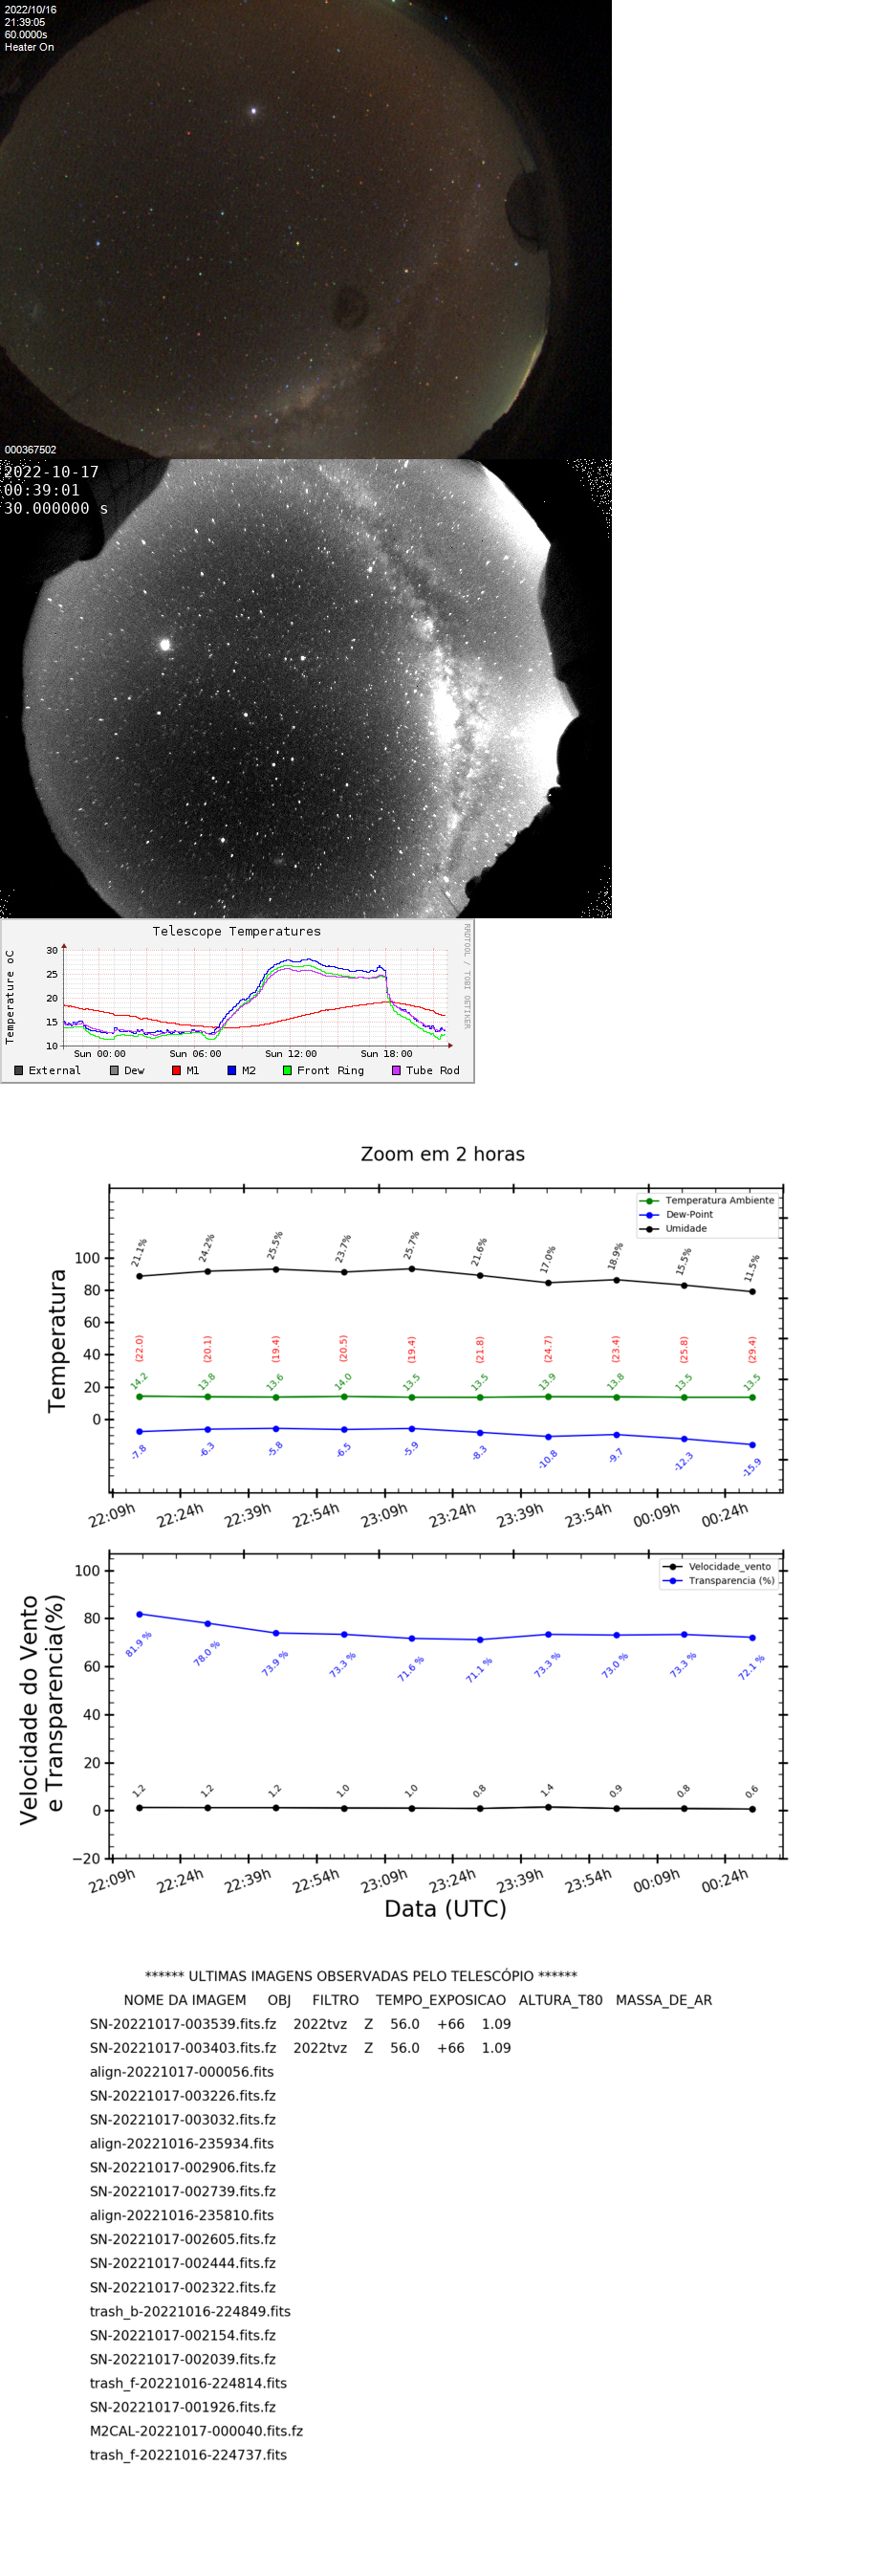 2022/10/16
21:39:05
60.0000s
Heater On
000367502
2022-10-17
00:39:01
30.000000 s
Telescope Temperatures
RRDTOOL / TOBI OETIKER
Temperature oC
30
25
20
15
10
Sun 00:00 Sun 06:00 Sun 12:00 Sun 18:00
External Dew M1 M2 Front Ring Tube Rod
Zoom em 2 horas
Temperatura Ambiente
Dew-Point
Umidade
Temperatura
100
80
60
40
20
0
21.1% 24.2% 25.5% 23.7% 25.7% 21.6% 17.0% 18.9% 15.5% 11.5%
(22.0) (20.1) (19.4) (20.5) (19.4) (21.8) (24.7) (23.4) (25.8) (29.4)
14.2 13.8 13.6 14.0 13.5 13.5 13.9 13.8 13.5 13.5
-7.8 -6.3 -5.8 -6.5 -5.9 -8.3 -10.8 -9.7 -12.3 -15.9
22:09h 22:24h 22:39h 22:54h 23:09h 23:24h 23:39h 23:54h 00:09h 00:24h
Velocidade_vento
Transparencia (%)
Velocidade do Vento
e Transparencia(%)
100
80
60
40
20
0
−20
81.9 % 78.0 % 73.9 % 73.3 % 71.6 % 71.1 % 73.3 % 73.0 % 73.3 % 72.1 %
1.2 1.2 1.2 1.0 1.0 0.8 1.4 0.9 0.8 0.6
22:09h 22:24h 22:39h 22:54h 23:09h 23:24h 23:39h 23:54h 00:09h 00:24h
Data (UTC)
****** ULTIMAS IMAGENS OBSERVADAS PELO TELESCÓPIO ******
NOME DA IMAGEM OBJ FILTRO TEMPO_EXPOSICAO ALTURA_T80 MASSA_DE_AR
SN-20221017-003539.fits.fz 2022tvz Z 56.0 +66 1.09
SN-20221017-003403.fits.fz 2022tvz Z 56.0 +66 1.09
align-20221017-000056.fits
SN-20221017-003226.fits.fz
SN-20221017-003032.fits.fz
align-20221016-235934.fits
SN-20221017-002906.fits.fz
SN-20221017-002739.fits.fz
align-20221016-235810.fits
SN-20221017-002605.fits.fz
SN-20221017-002444.fits.fz
SN-20221017-002322.fits.fz
trash_b-20221016-224849.fits
SN-20221017-002154.fits.fz
SN-20221017-002039.fits.fz
trash_f-20221016-224814.fits
SN-20221017-001926.fits.fz
M2CAL-20221017-000040.fits.fz
trash_f-20221016-224737.fits